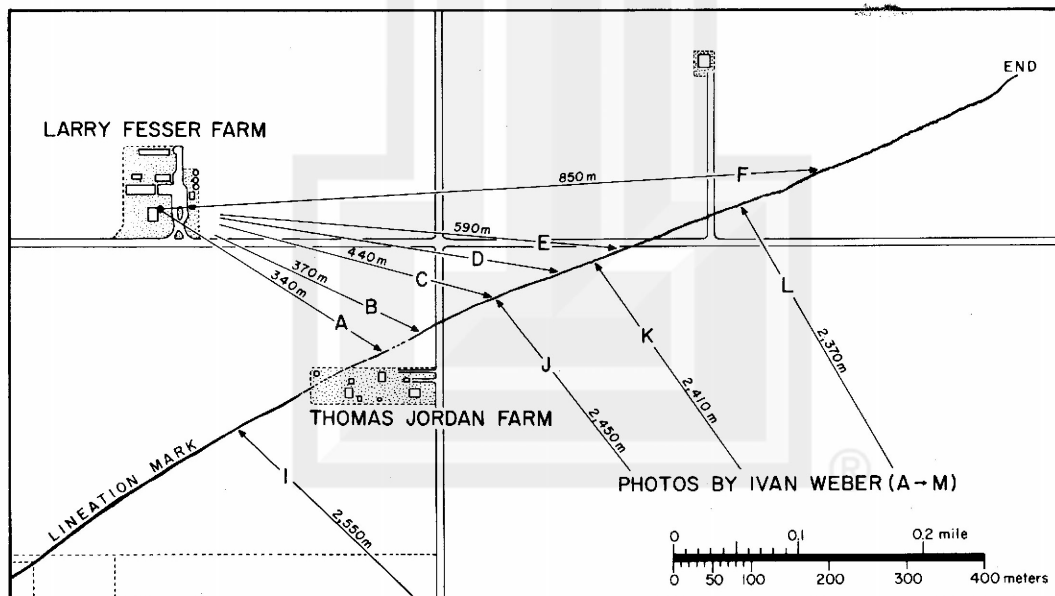 END
LARRY FESSER FARM
850m
F
590m
E
D
440m
C
370m
B
340m
A
L
K
J
2,370m
2,410m
2,450m
THOMAS JORDAN FARM
LINEATION MARK
I
2,550m
PHOTOS BY IVAN WEBER (A→M)
®
0 0.1 0.2 mile
0 50 100 200 300 400 meters